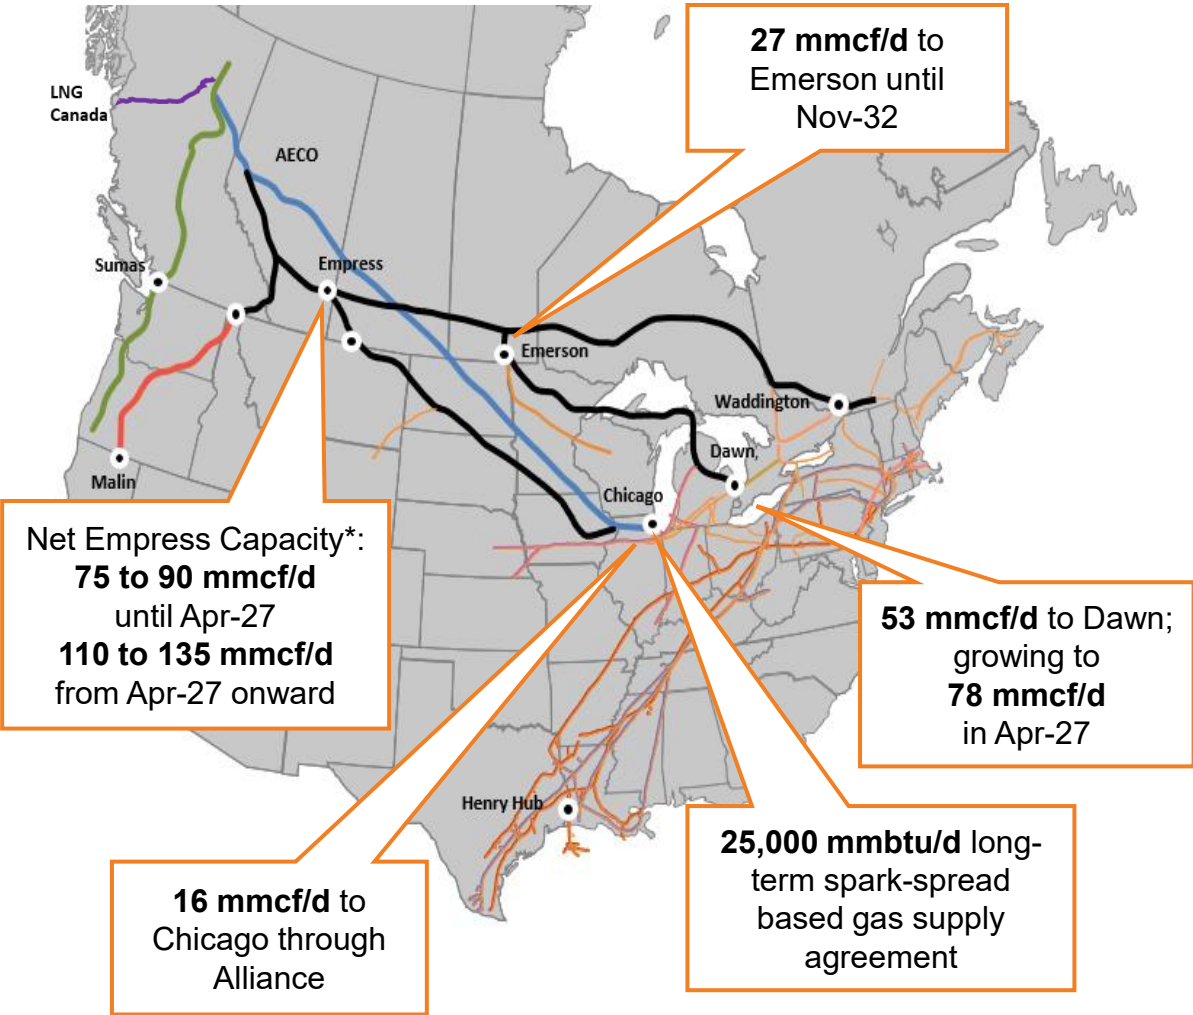 27 mmcf/d to
Emerson until
Nov-32
LNG
Canada
AECO
Sumas
Empress
Emerson
Waddington
Malin
Dawn,
Chicago
Net Empress Capacity*:
75 to 90 mmcf/d
until Apr-27
110 to 135 mmcf/d
from Apr-27 onward
53 mmcf/d to Dawn;
growing to
78 mmcf/d
in Apr-27
Henry Hub
16 mmcf/d to
Chicago through
Alliance
25,000 mmbtu/d long-
term spark-spread
based gas supply
agreement